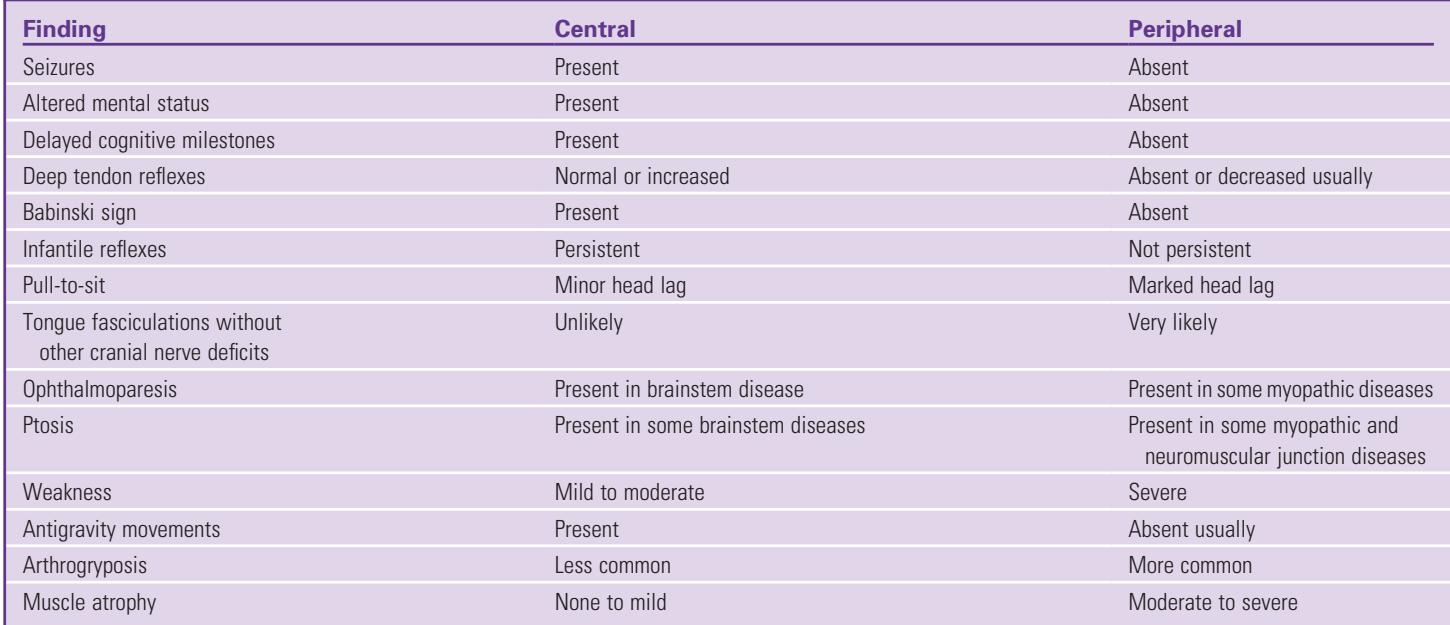 Finding Central Peripheral
Seizures Present Absent
Altered mental status Present Absent
Delayed cognitive milestones Present Absent
Deep tendon reflexes Normal or increased Absent or decreased usually
Babinski sign Present Absent
Infantile reflexes Persistent Not persistent
Pull-to-sit Minor head lag Marked head lag
Tongue fasciculations without Unlikely Very likely
other cranial nerve deficits
Ophthalmoparesis Present in brainstem disease Present in some myopathic diseases
Ptosis Present in some brainstem diseases Present in some myopathic and
neuromuscular junction diseases
Weakness Mild to moderate Severe
Antigravity movements Present Absent usually
Arthrogryposis Less common More common
Muscle atrophy None to mild Moderate to severe